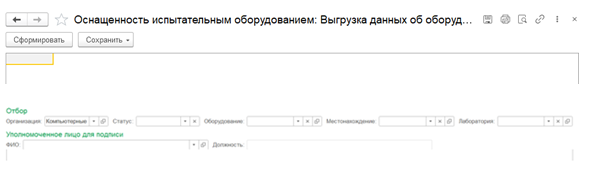 Оснащенность испытательным оборудованием: Выгрузка данных об оборуд...
Сформировать Сохранить
Отбор
Организация: Компьютерные Статус: Оборудование: Местонахождение: Лаборатория:
Уполномоченное лицо для подписи
ФИО Должность: